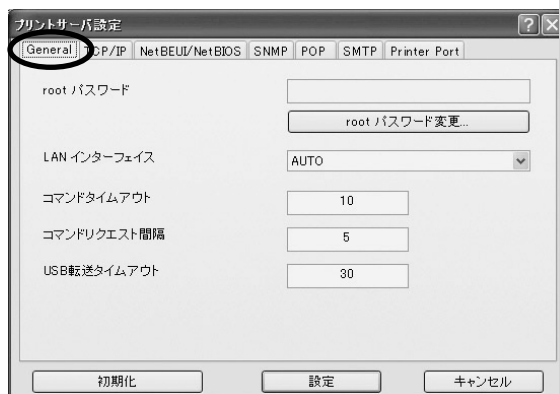 プリントサーバ設定
General TCP/IP NetBEUI/NetBIOS SNMP POP SMTP Printer Port
root パスワード
root パスワード変更...
LAN インターフェイス AUTO
コマンドタイムアウト 10
コマンドリクエスト間隔 5
USB転送タイムアウト 30
初期化 設定 キャンセル